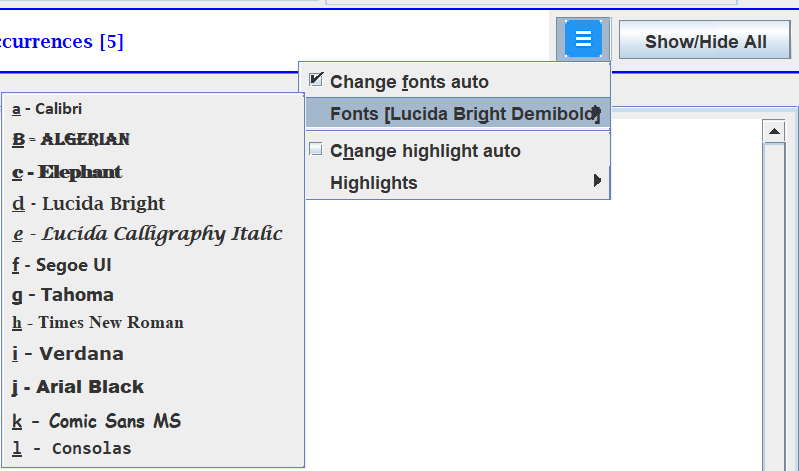 ccurrences [5]
Show/Hide All
Change fonts auto
Fonts [Lucida Bright Demibold]
Change highlight auto
Highlights
a - Calibri
B - ALGERIAN
c - Elephant
d - Lucida Bright
e - Lucida Calligraphy Italic
f - Segoe UI
g - Tahoma
h - Times New Roman
i - Verdana
j - Arial Black
k - Comic Sans MS
l - Consolas